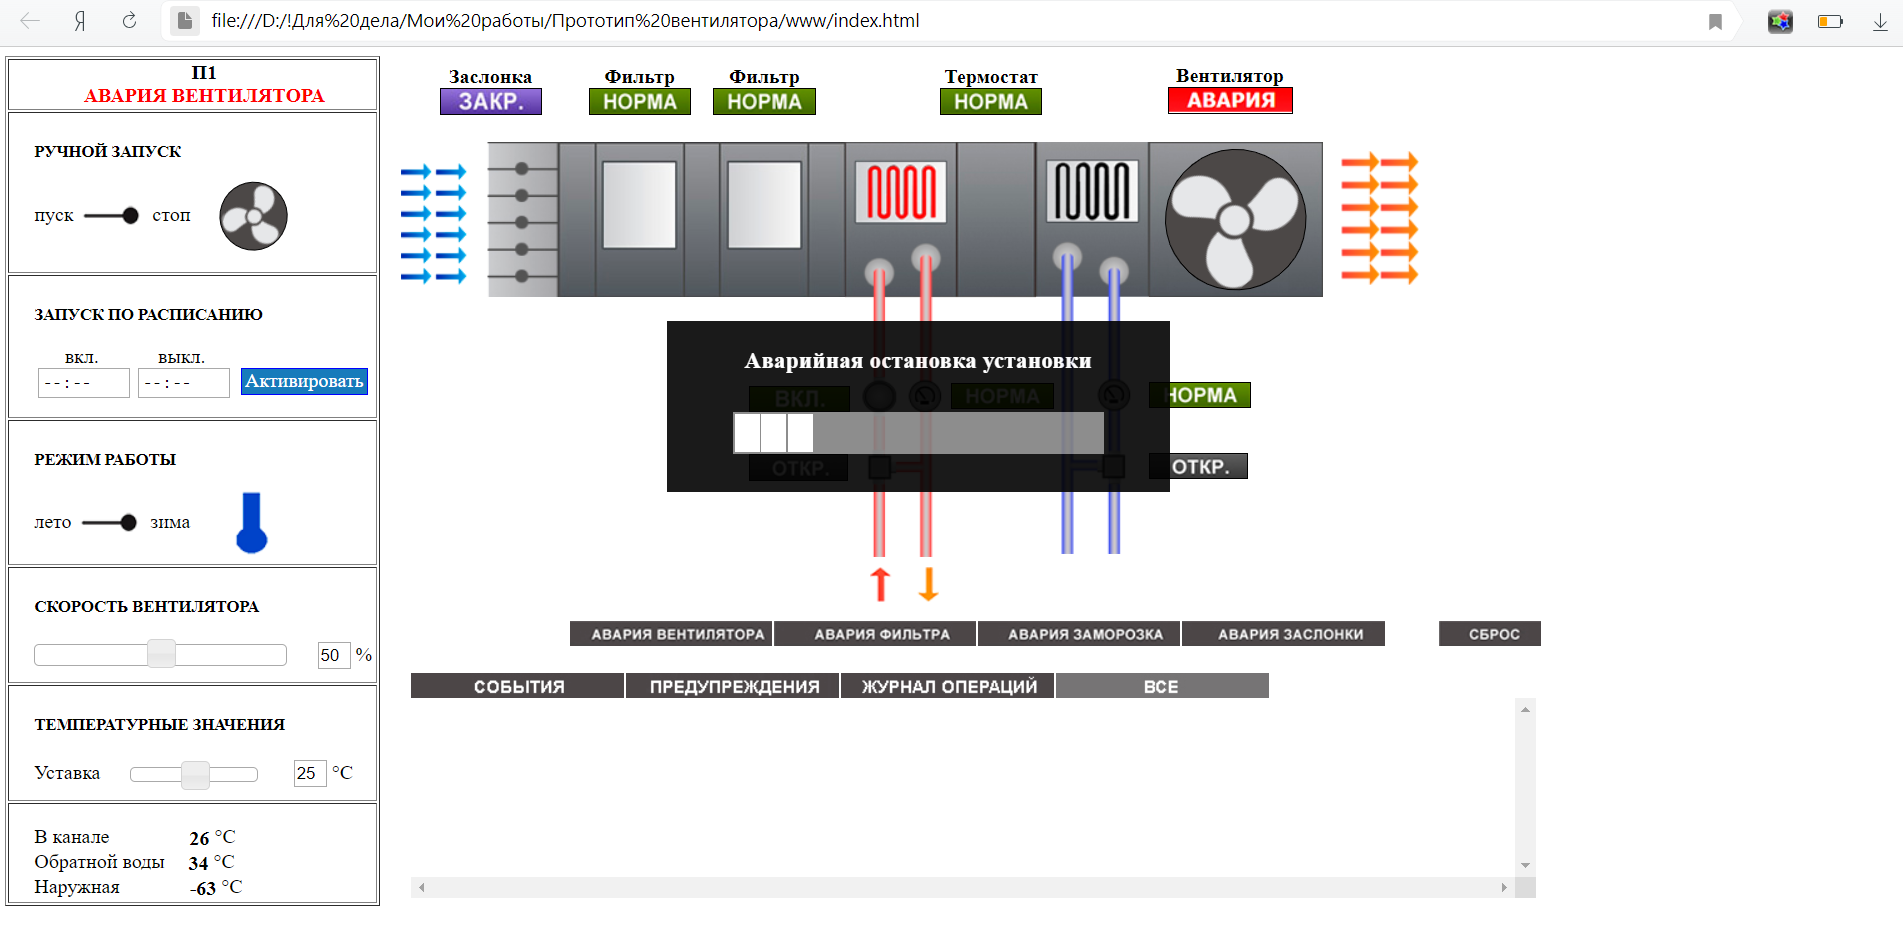 Я
file:///D:/!Для%20дела/Мои%20работы/Прототип%20вентилятора/www/index.html
П1
АВАРИЯ ВЕНТИЛЯТОРА
РУЧНОЙ ЗАПУСК
пуск стоп
ЗАПУСК ПО РАСПИСАНИЮ
вкл. выкл.
--:-- --:-- Активировать
РЕЖИМ РАБОТЫ
лето зима
СКОРОСТЬ ВЕНТИЛЯТОРА
50 %
ТЕМПЕРАТУРНЫЕ ЗНАЧЕНИЯ
Уставка 25 °C
В канале 26 °C
Обратной воды 34 °C
Наружная -63 °C
Заслонка Фильтр Фильтр Термостат Вентилятор
ЗАКР. НОРМА НОРМА НОРМА АВАРИЯ
Аварийная остановка установки
ВКЛ. НОРМА НОРМА
ОТКР. ОТКР.
АВАРИЯ ВЕНТИЛЯТОРА АВАРИЯ ФИЛЬТРА АВАРИЯ ЗАМОРОЗКА АВАРИЯ ЗАСЛОНКИ СБРОС
СОБЫТИЯ ПРЕДУПРЕЖДЕНИЯ ЖУРНАЛ ОПЕРАЦИЙ ВСЕ